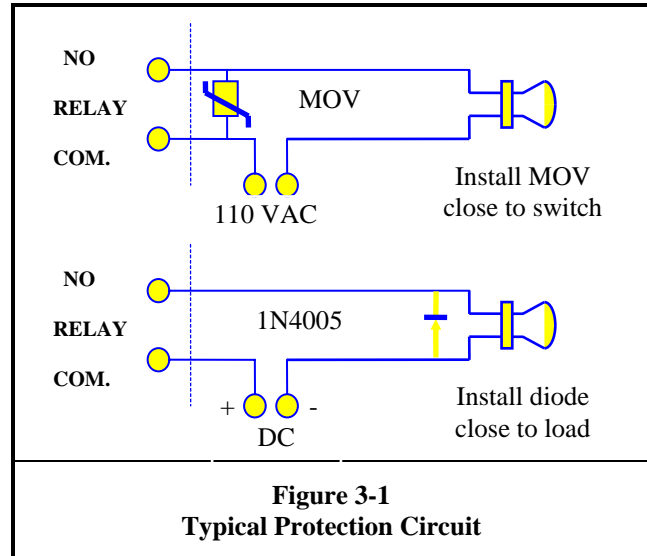 NO
RELAY
COM.
MOV
110 VAC
Install MOV
close to switch
NO
RELAY
COM.
1N4005
+ -
DC
Install diode
close to load
Figure 3-1
Typical Protection Circuit